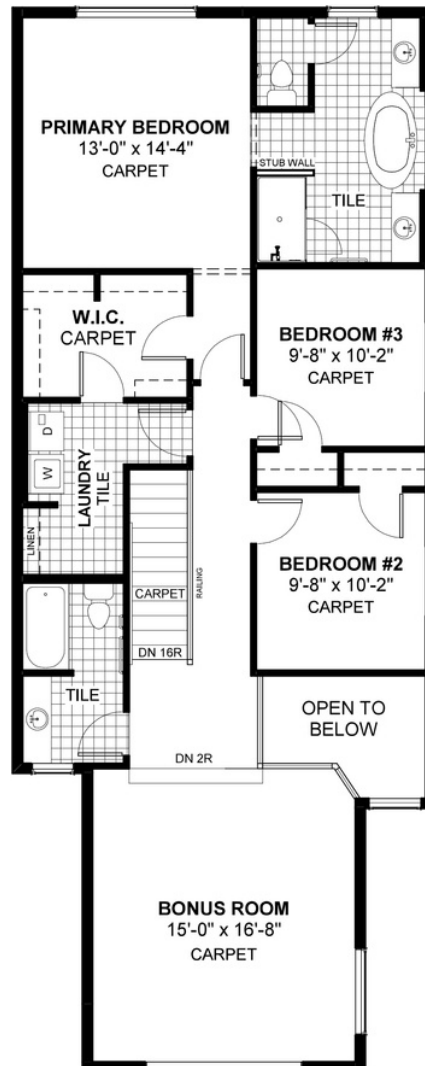 PRIMARY BEDROOM
13'-0" x 14'-4"
CARPET
STUB WALL
TILE
W.I.C.
CARPET
BEDROOM #3
9'-8" x 10'-2"
CARPET
D
W
LAUNDRY
TILE
LINEN
CARPET
RAILING
DN 16R
BEDROOM #2
9'-8" x 10'-2"
CARPET
TILE
OPEN TO
BELOW
DN 2R
BONUS ROOM
15'-0" x 16'-8"
CARPET